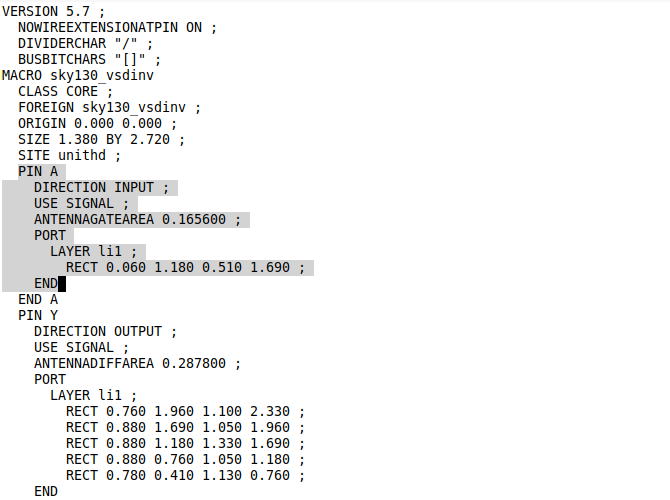 VERSION 5.7 ;
  NOWIREEXTENSIONATPIN ON ;
  DIVIDERCHAR "/" ;
  BUSBITCHARS "[]" ;
MACRO sky130_vsdinv
  CLASS CORE ;
  FOREIGN sky130_vsdinv ;
  ORIGIN 0.000 0.000 ;
  SIZE 1.380 BY 2.720 ;
  SITE unithd ;
  PIN A
    DIRECTION INPUT ;
    USE SIGNAL ;
    ANTENNAGATEAREA 0.165600 ;
    PORT
      LAYER li1 ;
        RECT 0.060 1.180 0.510 1.690 ;
    END
  END A
  PIN Y
    DIRECTION OUTPUT ;
    USE SIGNAL ;
    ANTENNADIFFAREA 0.287800 ;
    PORT
      LAYER li1 ;
        RECT 0.760 1.960 1.100 2.330 ;
        RECT 0.880 1.690 1.050 1.960 ;
        RECT 0.880 1.180 1.330 1.690 ;
        RECT 0.880 0.760 1.050 1.180 ;
        RECT 0.780 0.410 1.130 0.760 ;
    END